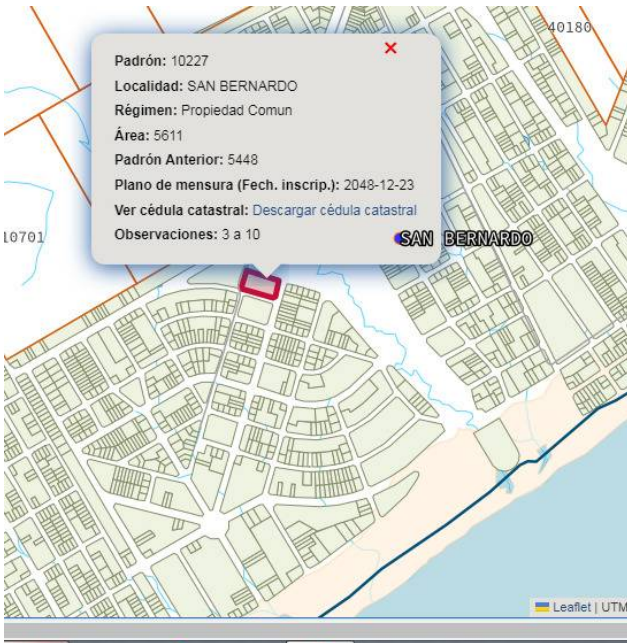 40180
×
Padrón: 10227
Localidad: SAN BERNARDO
Régimen: Propiedad Comun
Área: 5611
Padrón Anterior: 5448
Plano de mensura (Fech. inscrip.): 2048-12-23
Ver cédula catastral: Descargar cédula catastral
Observaciones: 3 a 10
10701
SAN BERNARDO
Leaflet | UTM